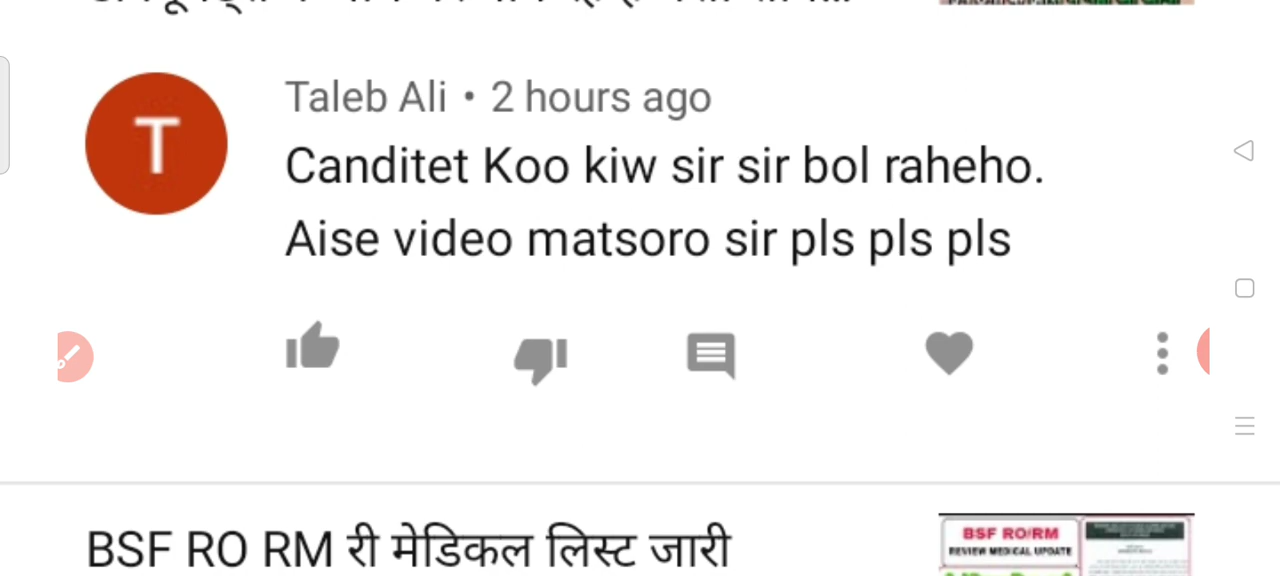 T
Taleb Ali • 2 hours ago
Canditet Koo kiw sir sir bol raheho.
Aise video matsoro sir pls pls pls
BSF RO RM री मेडिकल लिस्ट जारी
BSF RO/RM
REVIEW MEDICAL UPDATE